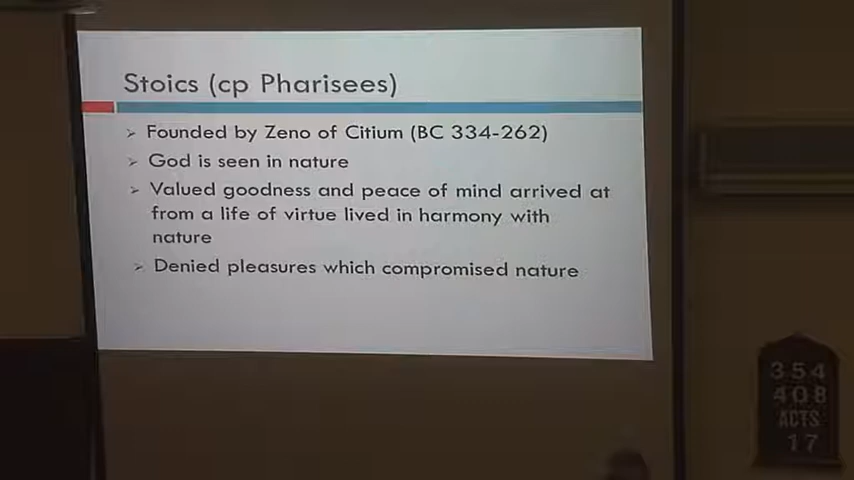 Stoics (cp Pharisees)
➢ Founded by Zeno of Citium (BC 334-262)
➢ God is seen in nature
➢ Valued goodness and peace of mind arrived at
from a life of virtue lived in harmony with
nature
➢ Denied pleasures which compromised nature
354
408
ACTS
17